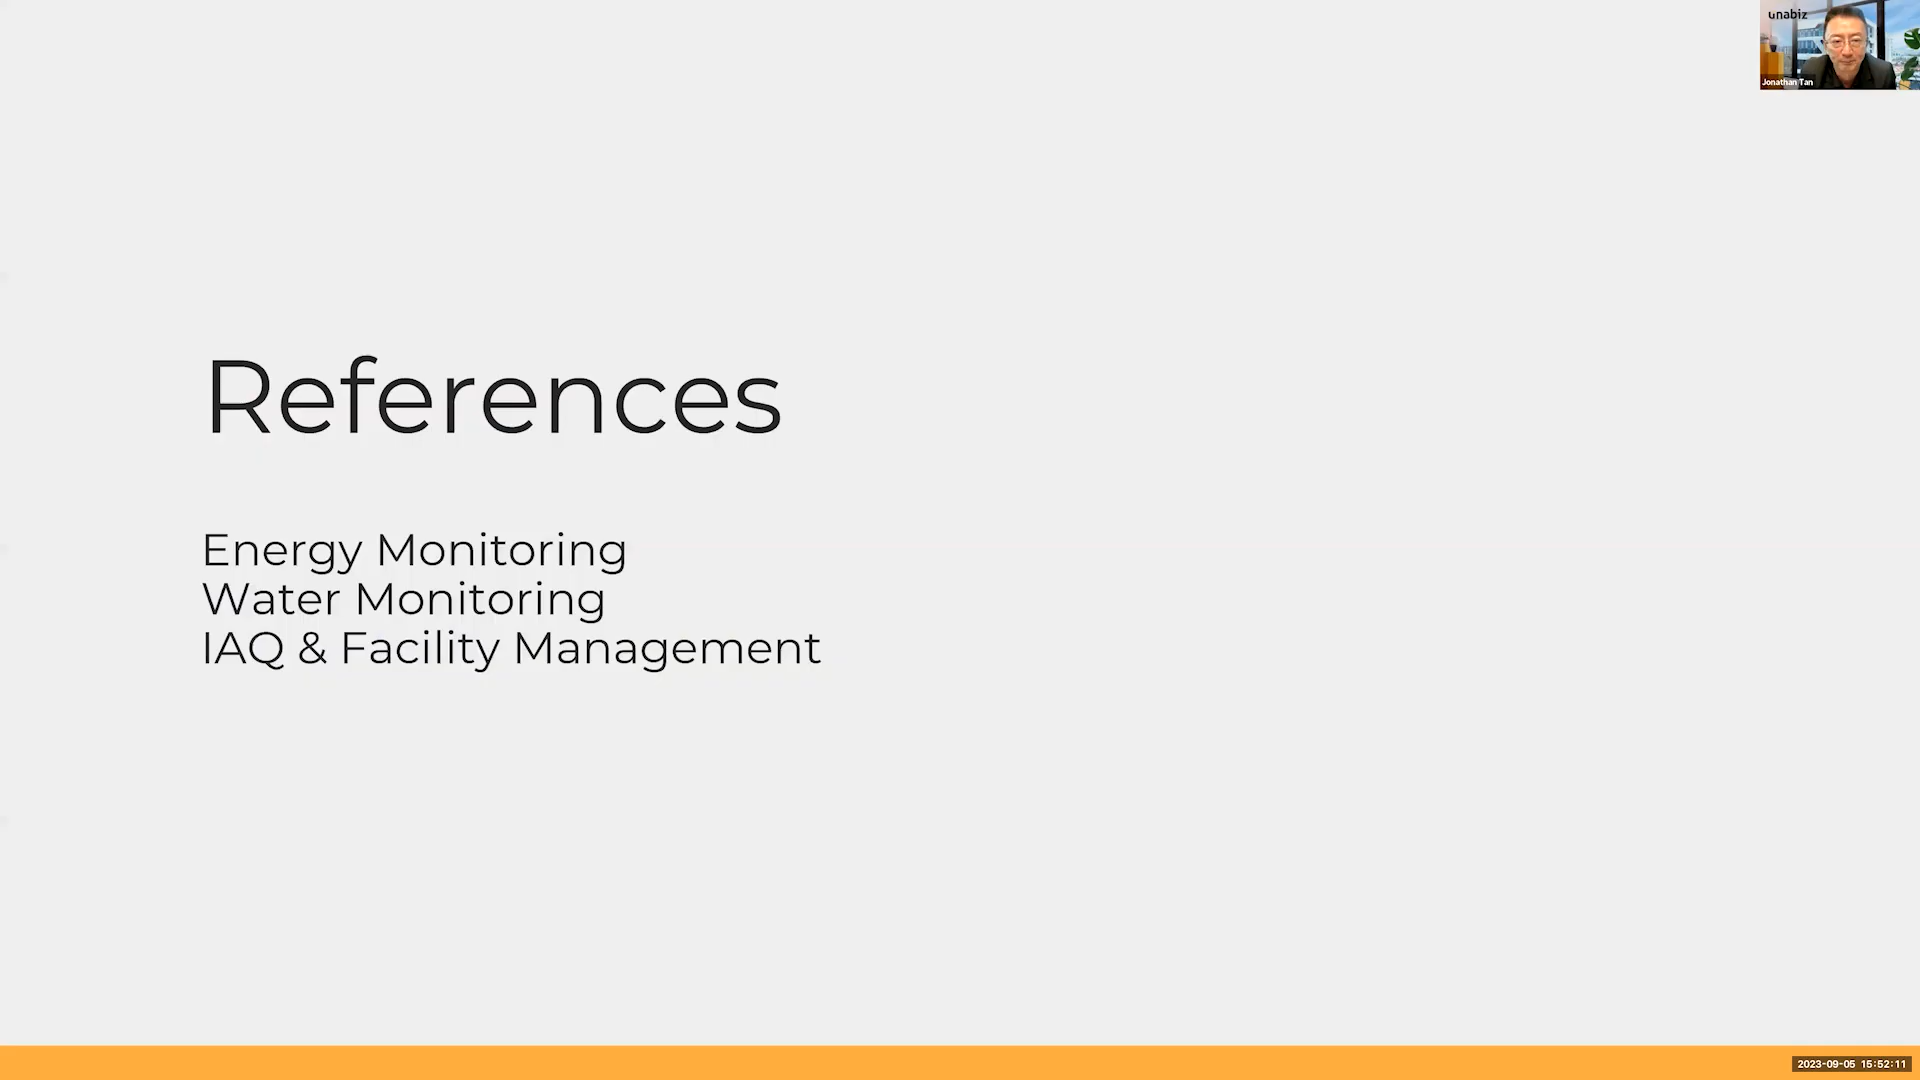 unabiz
Jonathan Tan
References
Energy Monitoring
Water Monitoring
IAQ & Facility Management
2023-09-05 15:52:11